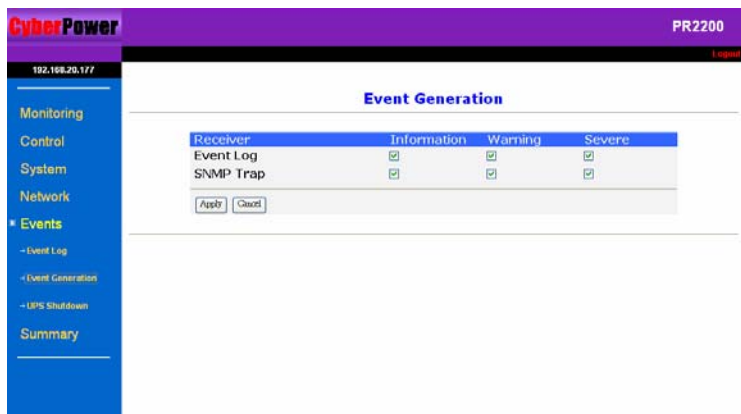 CyberPower
PR2200
Logout
192.168.20.177
Monitoring
Control
System
Network
Events
Event Log
Event Generation
UPS Shutdown
Summary
Event Generation
Receiver Information Warning Severe
Event Log
SNMP Trap
Apply Cancel